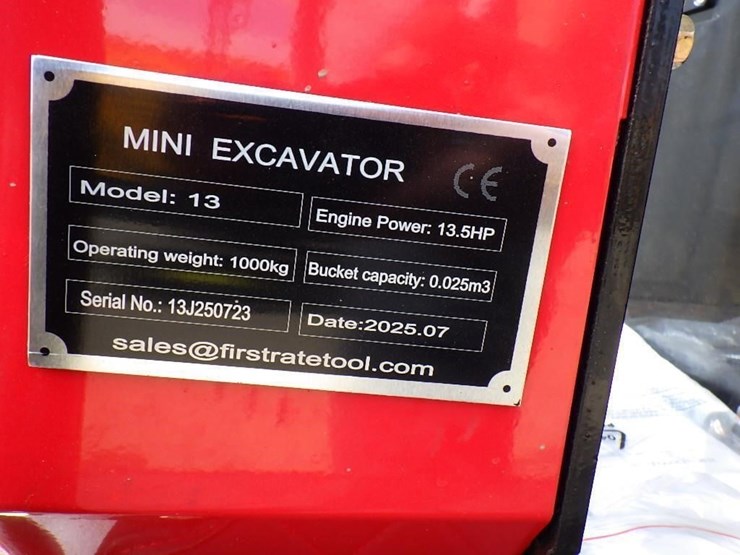 MINI EXCAVATOR CE
Model: 13
Engine Power: 13.5HP
Operating weight: 1000kg
Bucket capacity: 0.025m3
Serial No.: 13J250723
Date:2025.07
sales@firstratetool.com